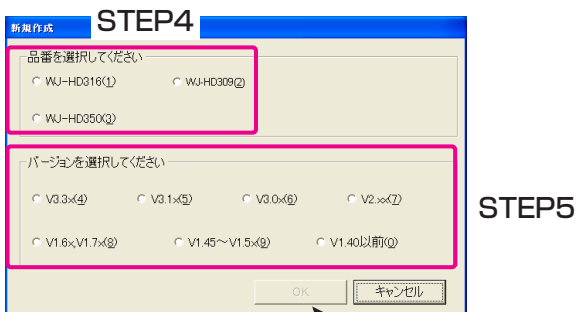 STEP4
新規作成
品番を選択してください
WJ-HD316(1) WJ-HD309(2)
WJ-HD350(3)
バージョンを選択してください
V3.3x(4) V3.1x(5) V3.0x(6) V2.xx(7)
STEP5
V1.6x,V1.7x(8) V1.45～V1.5x(9) V1.40以前(0)
OK キャンセル